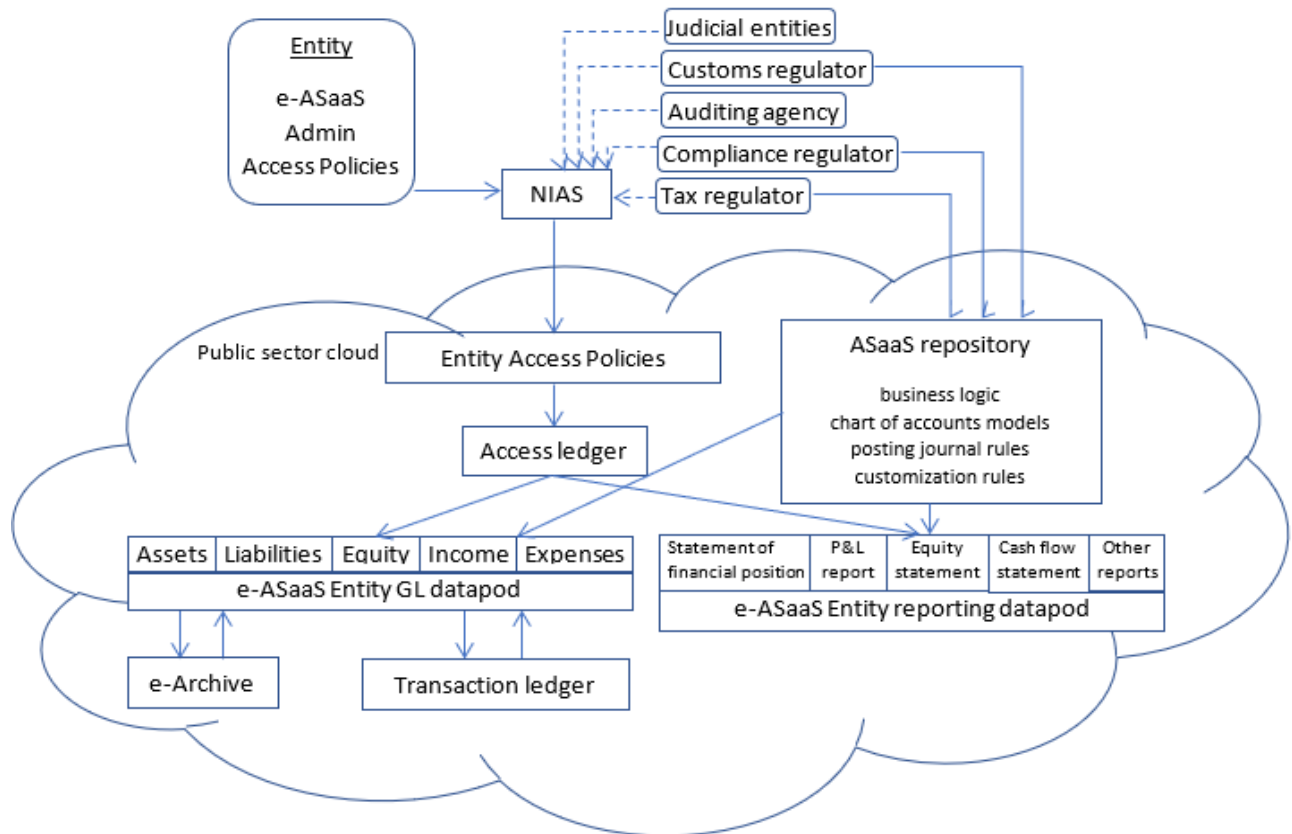 Entity
e-ASaaS
Admin
Access Policies
Judicial entities
Customs regulator
Auditing agency
Compliance regulator
Tax regulator
NIAS
Public sector cloud
Entity Access Policies
Access ledger
ASaaS repository
business logic
chart of accounts models
posting journal rules
customization rules
Assets
Liabilities
Equity
Income
Expenses
e-ASaaS Entity GL datapod
e-Archive
Transaction ledger
Statement of
financial position
P&L
report
Equity
statement
Cash flow
statement
Other
reports
e-ASaaS Entity reporting datapod